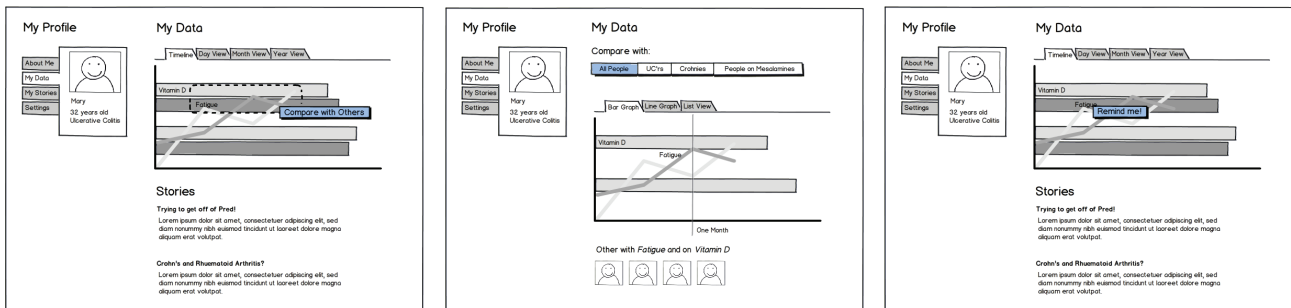 My Profile
About Me
My Data
My Stories
Settings
Mary
32 years old
Ulcerative Colitis
My Data
Timeline Day View Month View Year View
Vitamin D
Fatigue
Compare with Others
Stories
Trying to get off of Pred!
Lorem ipsum dolor sit amet, consectetuer adipiscing elit, sed
diam nonummy nibh euismod tincidunt ut laoreet dolore magna
aliquam erat volutpat.
Crohn's and Rhuematoid Arthritis?
Lorem ipsum dolor sit amet, consectetuer adipiscing elit, sed
diam nonummy nibh euismod tincidunt ut laoreet dolore magna
aliquam erat volutpat.
My Profile
About Me
My Data
My Stories
Settings
Mary
32 years old
Ulcerative Colitis
My Data
Compare with:
All People UC'rs Crohnies People on Mesalamines
Bar Graph Line Graph List View
Vitamin D
Fatigue
One Month
Other with Fatigue and on Vitamin D
My Profile
About Me
My Data
My Stories
Settings
Mary
32 years old
Ulcerative Colitis
My Data
Timeline Day View Month View Year View
Vitamin D
Fatigue
Remind me!
Stories
Trying to get off of Pred!
Lorem ipsum dolor sit amet, consectetuer adipiscing elit, sed
diam nonummy nibh euismod tincidunt ut laoreet dolore magna
aliquam erat volutpat.
Crohn's and Rhuematoid Arthritis?
Lorem ipsum dolor sit amet, consectetuer adipiscing elit, sed
diam nonummy nibh euismod tincidunt ut laoreet dolore magna
aliquam erat volutpat.